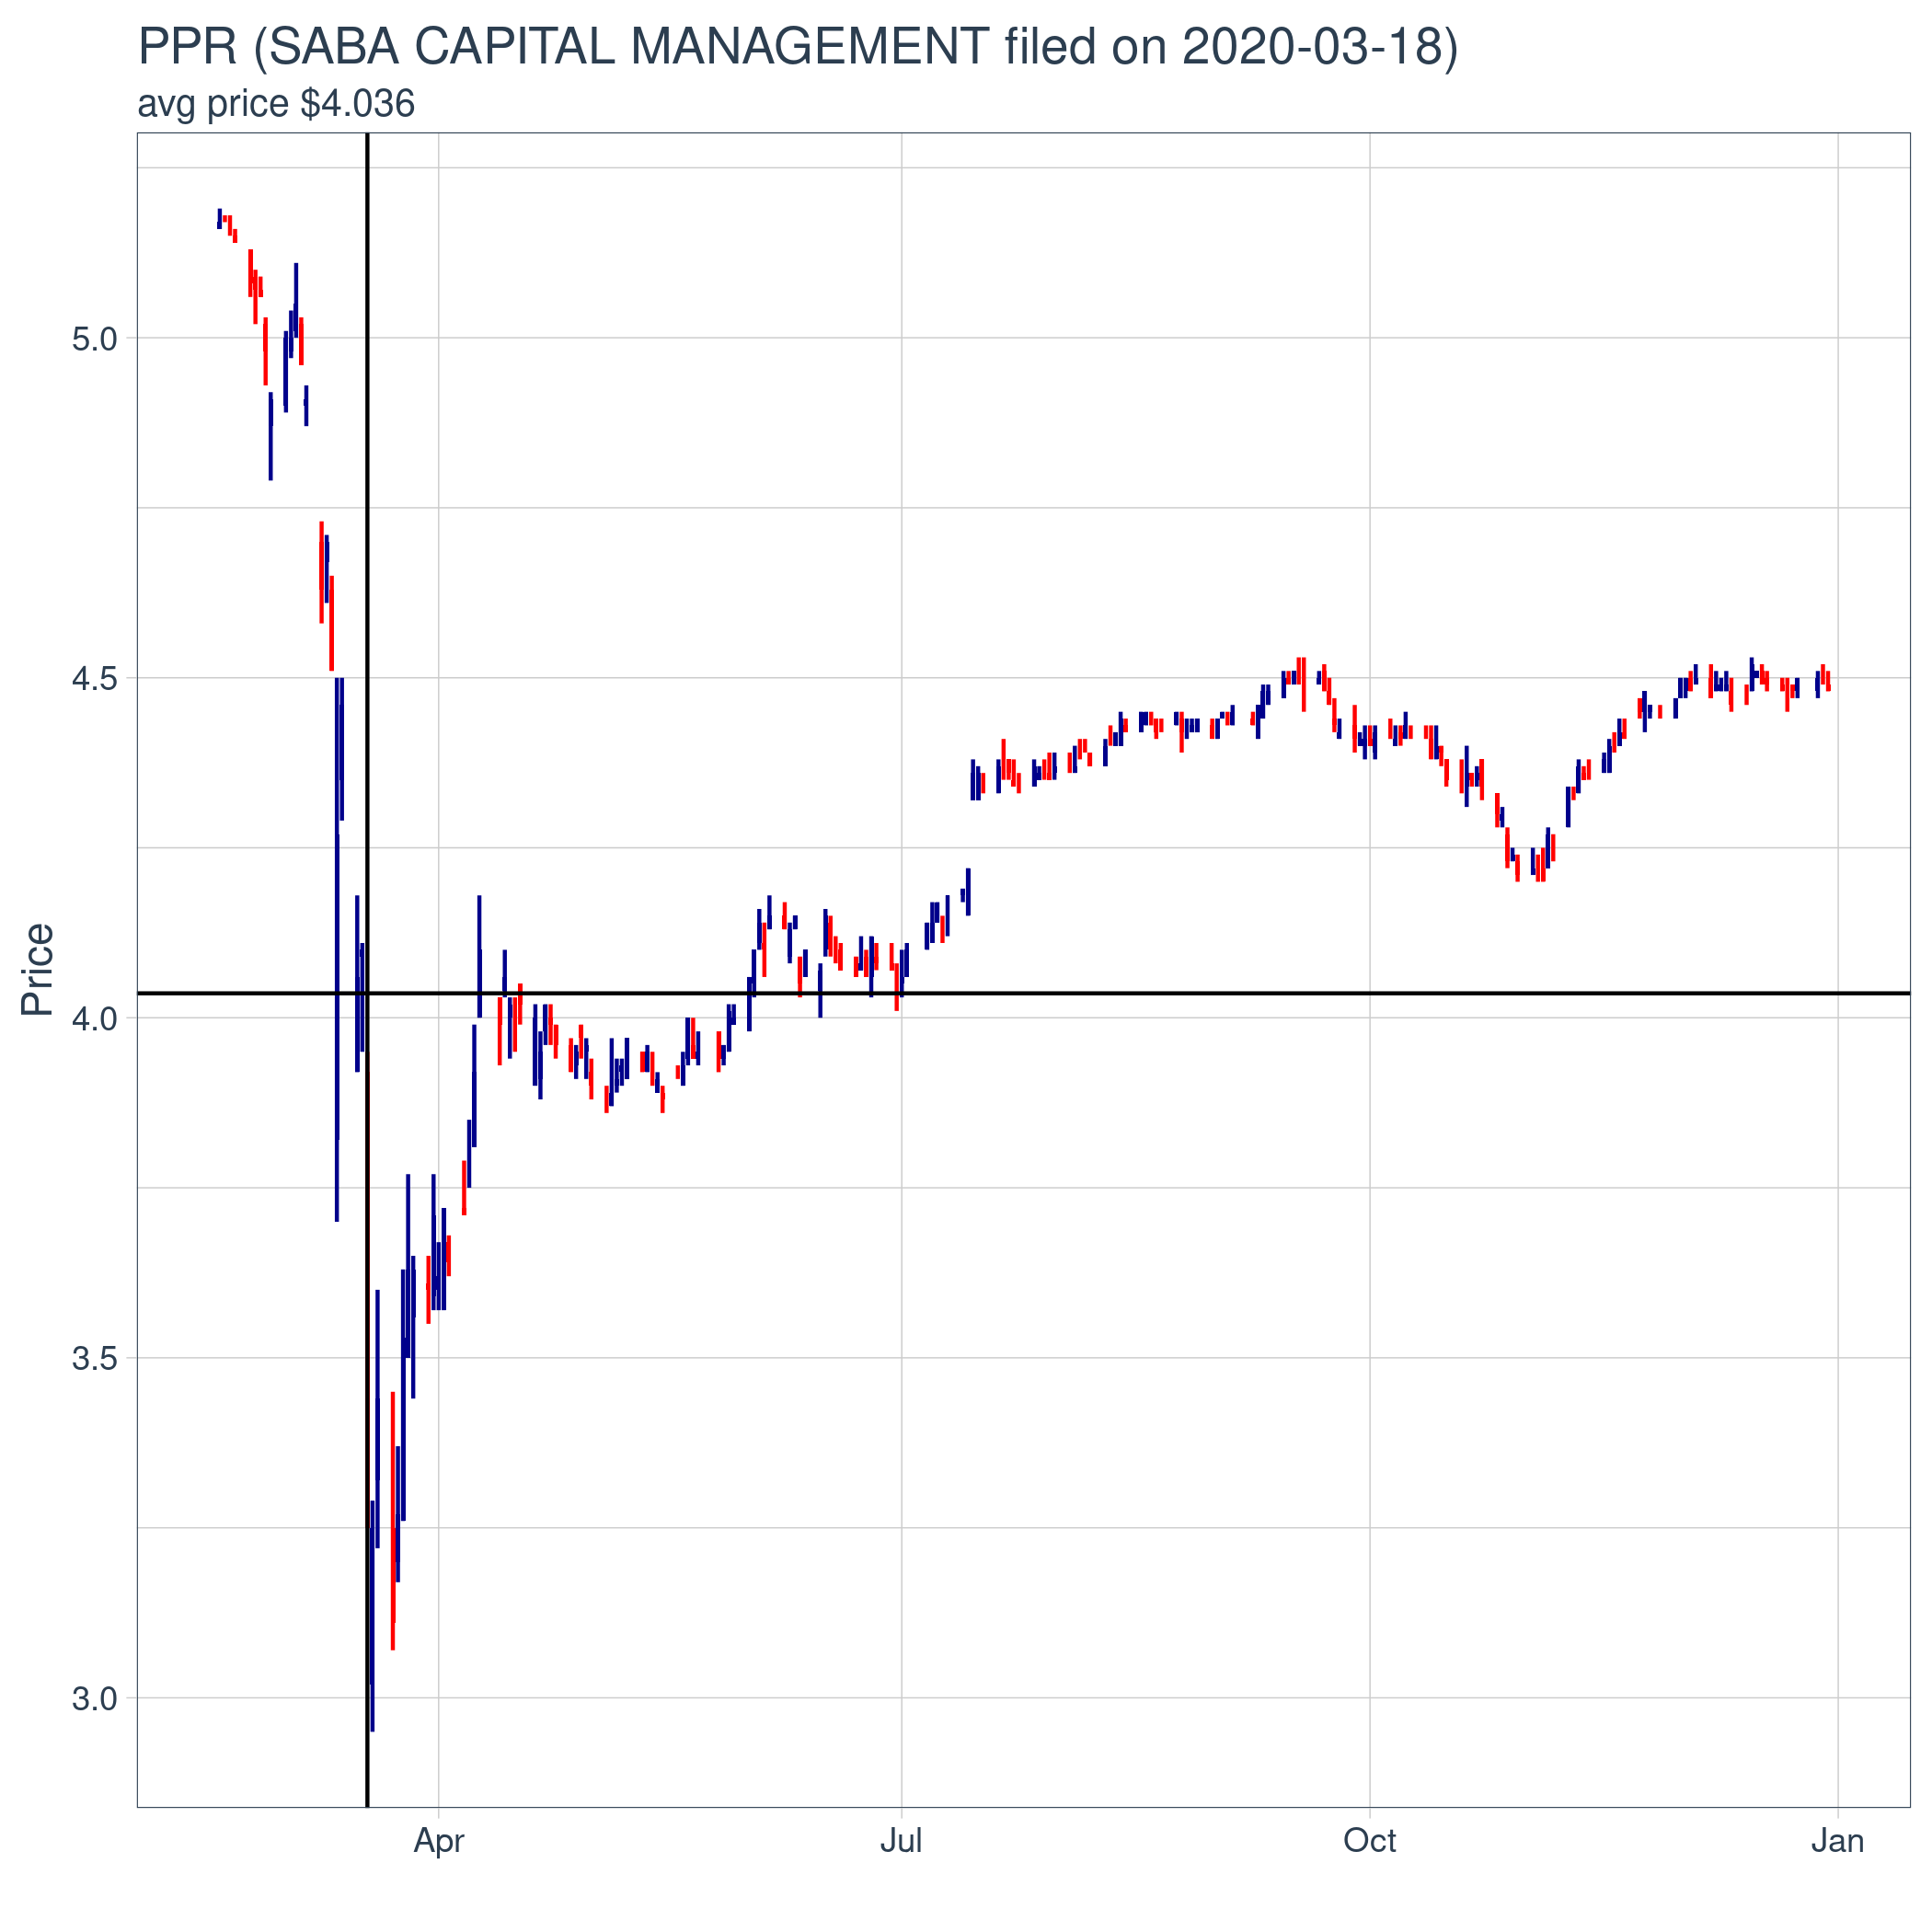 PPR (SABA CAPITAL MANAGEMENT filed on 2020-03-18)
avg price $4.036
5.0
4.5
Price
4.0
3.5
3.0
Apr Jul Oct Jan